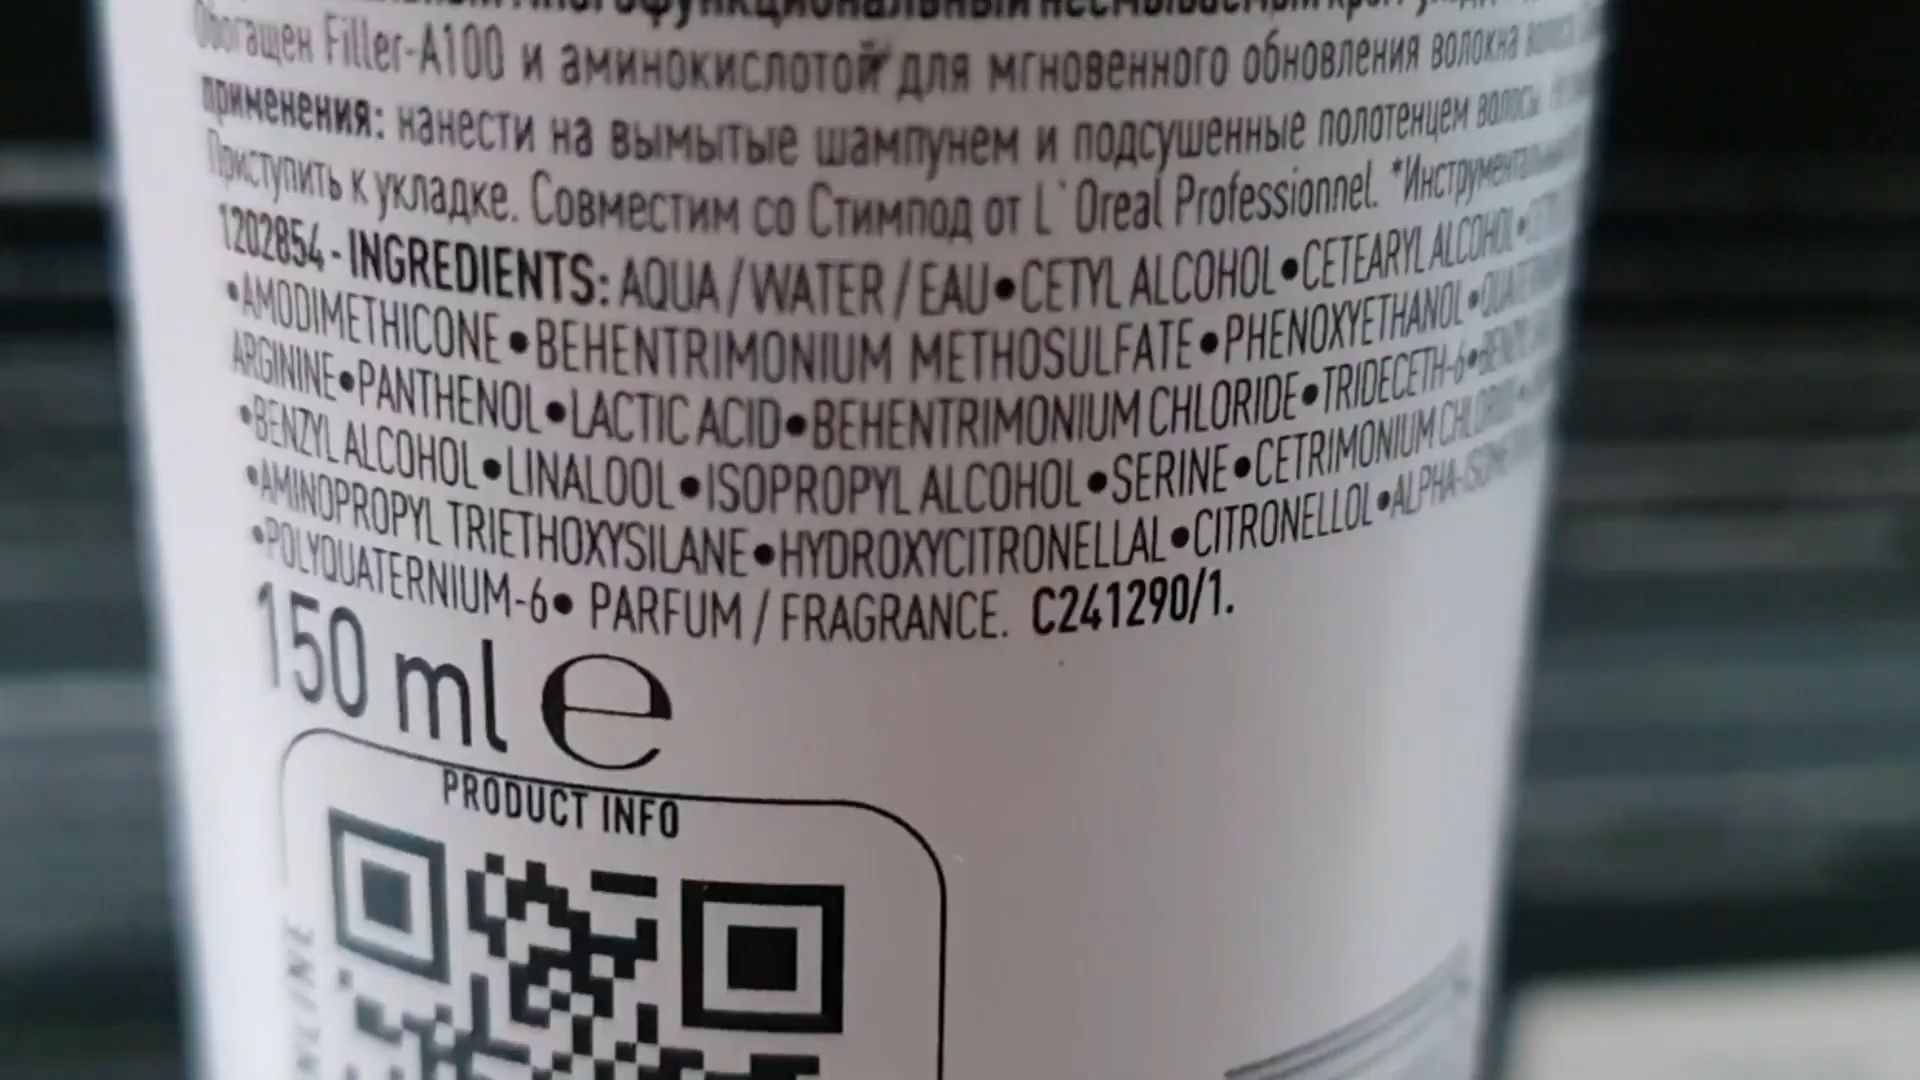 многофункциональный несмываемый
Обогащен Filler-A100 и аминокислотой для мгновенного обновления волокна волоса
применения: нанести на вымытые шампунем и подсушенные полотенцем волосы.
Приступить к укладке. Совместим со Стимпод от L`Oreal Professionnel.
1202854 - INGREDIENTS: AQUA / WATER / EAU • CETYL ALCOHOL • CETEARYL ALCOHOL •
• AMODIMETHICONE • BEHENTRIMONIUM METHOSULFATE • PHENOXYETHANOL •
ARGININE • PANTHENOL • LACTIC ACID • BEHENTRIMONIUM CHLORIDE • TRIDECETH-6 •
• BENZYL ALCOHOL • LINALOOL • ISOPROPYL ALCOHOL • SERINE • CETRIMONIUM CHLORIDE •
• AMINOPROPYL TRIETHOXYSILANE • HYDROXYCITRONELLAL • CITRONELLOL •
• POLYQUATERNIUM-6 • PARFUM / FRAGRANCE. C241290/1.
150 ml e
PRODUCT INFO